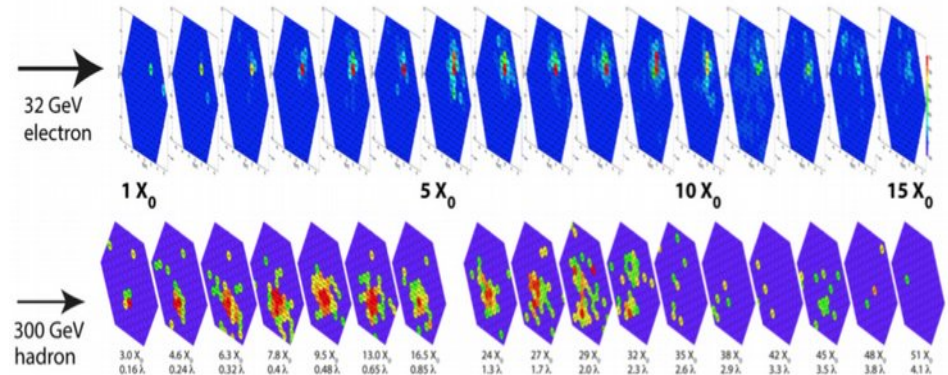 32 GeV
electron
1 X₀ 5 X₀ 10 X₀ 15 X₀
300 GeV
hadron
3.0 X₀ 4.6 X₀ 6.3 X₀ 7.8 X₀ 9.5 X₀ 13.0 X₀ 16.5 X₀ 24 X₀ 27 X₀ 29 X₀ 32 X₀ 35 X₀ 38 X₀ 42 X₀ 45 X₀ 48 X₀ 51 X₀
0.16 λ 0.24 λ 0.32 λ 0.4 λ 0.48 λ 0.65 λ 0.85 λ 1.3 λ 1.7 λ 2.0 λ 2.3 λ 2.6 λ 2.9 λ 3.3 λ 3.5 λ 3.8 λ 4.1 λ